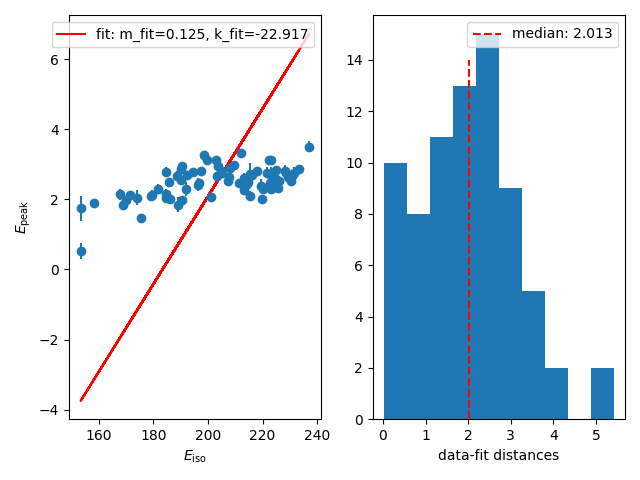 fit: m_fit=0.125, k_fit=-22.917
6
4
2
0
−2
−4
E_peak
160 180 200 220 240
E_iso
median: 2.013
14
12
10
8
6
4
2
0
0 1 2 3 4 5
data-fit distances